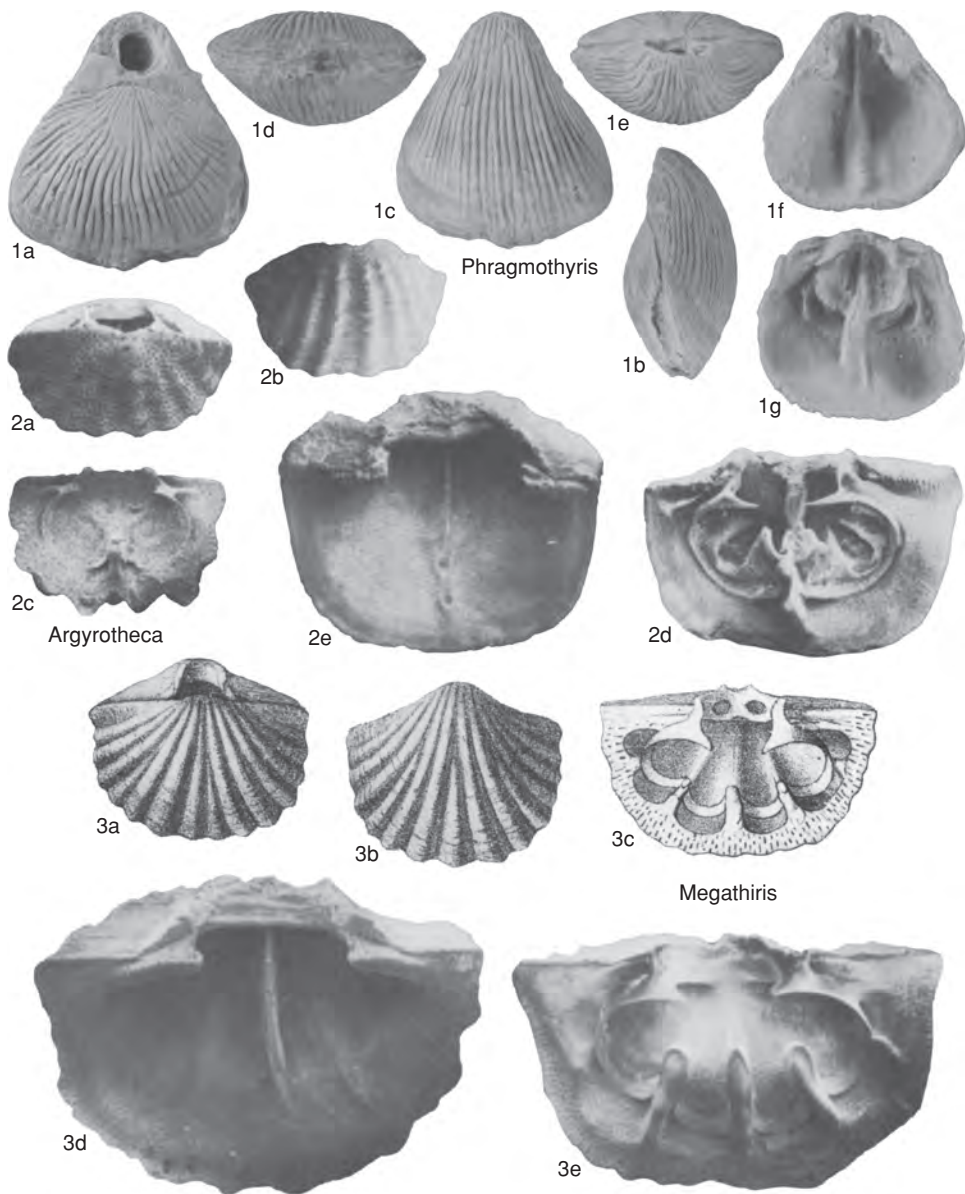 1a
1d
1c
1e
1f
Phragmothyris
2b
1b
2a
1g
2c
Argyrotheca
2e
2d
3a
3b
3c
Megathiris
3d
3e